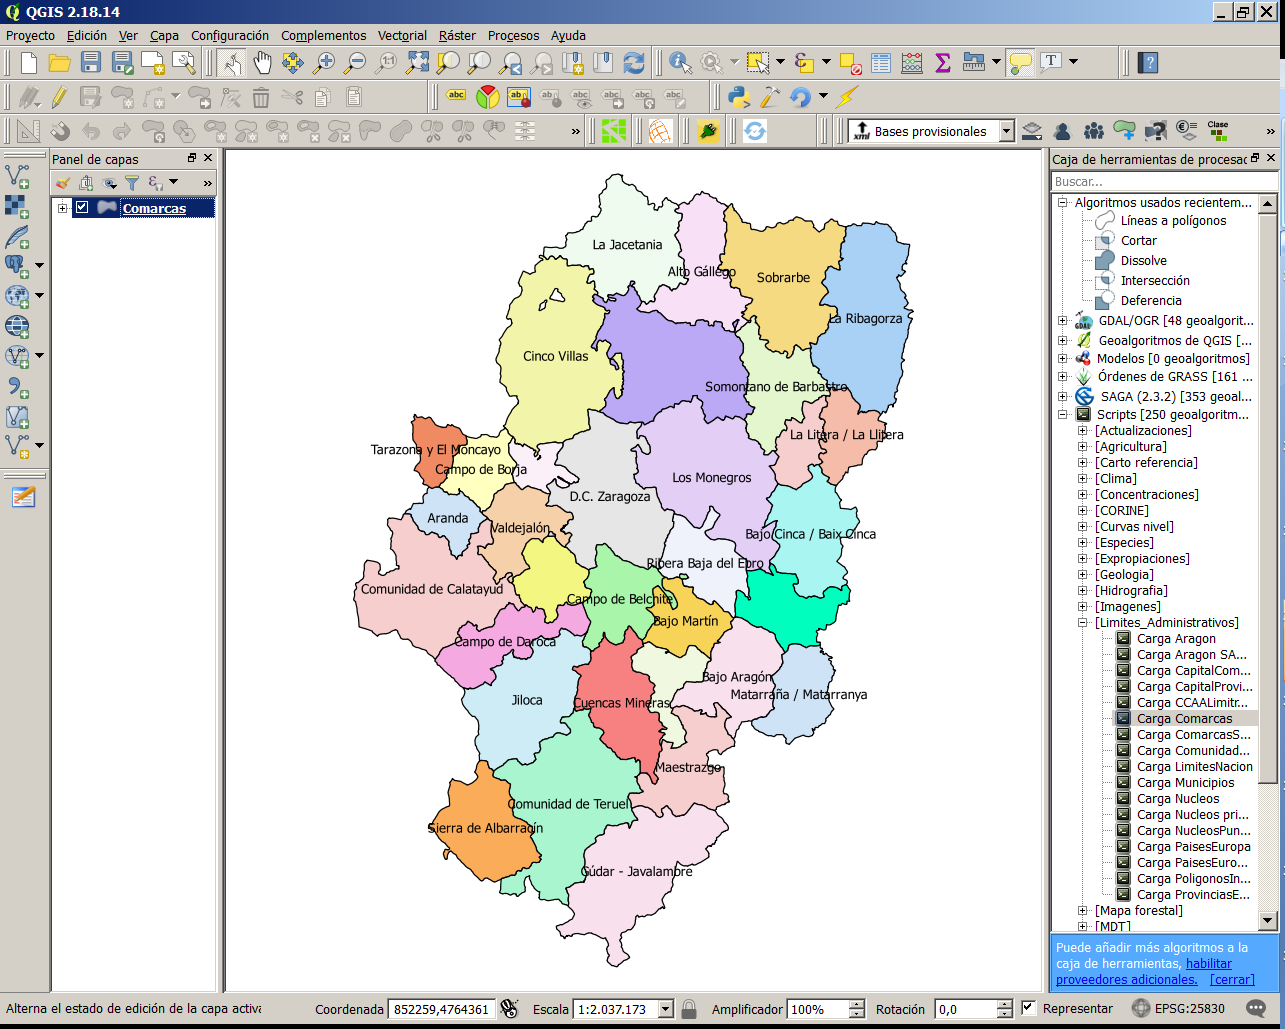 QGIS 2.18.14
Proyecto Edición Ver Capa Configuración Complementos Vectorial Ráster Procesos Ayuda
Bases provisionales
Panel de capas
Comarcas
La Jacetania
Alto Gállego
Sobrarbe
La Ribagorza
Cinco Villas
Somontano de Barbastro
La Litera / La Llitera
Tarazona y El Moncayo
Campo de Borja
Los Monegros
D.C. Zaragoza
Aranda
Valdejalón
Bajo Cinca / Baix Cinca
Ribera Baja del Ebro
Comunidad de Calatayud
Campo de Belchite
Bajo Martín
Campo de Daroca
Bajo Aragón
Matarraña / Matarranya
Jiloca
Cuencas Mineras
Maestrazgo
Comunidad de Teruel
Sierra de Albarracín
Gúdar - Javalambre
Caja de herramientas de procesac
Buscar...
Algoritmos usados recientem...
Líneas a polígonos
Cortar
Dissolve
Intersección
Deferencia
GDAL/OGR [48 geoalgorit...
Geoalgoritmos de QGIS [...
Modelos [0 geoalgoritmos]
Órdenes de GRASS [161 ...
SAGA (2.3.2) [353 geoal...
Scripts [250 geoalgoritm...
[Actualizaciones]
[Agricultura]
[Carto referencia]
[Clima]
[Concentraciones]
[CORINE]
[Curvas nivel]
[Especies]
[Expropiaciones]
[Geologia]
[Hidrografia]
[Imagenes]
[Limites_Administrativos]
Carga Aragon
Carga Aragon SA...
Carga CapitalCom...
Carga CapitalProvi...
Carga CCAALimitr...
Carga Comarcas
Carga ComarcasS...
Carga Comunidad...
Carga LimitesNacion
Carga Municipios
Carga Nucleos
Carga Nucleos pri...
Carga NucleosPun...
Carga PaisesEuropa
Carga PaisesEuro...
Carga PoligonosIn...
Carga ProvinciasE...
[Mapa forestal]
[MDT]
Puede añadir más algoritmos a la
caja de herramientas, habilitar
proveedores adicionales. [cerrar]
Alterna el estado de edición de la capa activa Coordenada 852259,4764361 Escala 1:2.037.173 Amplificador 100% Rotación 0,0 Representar EPSG:25830